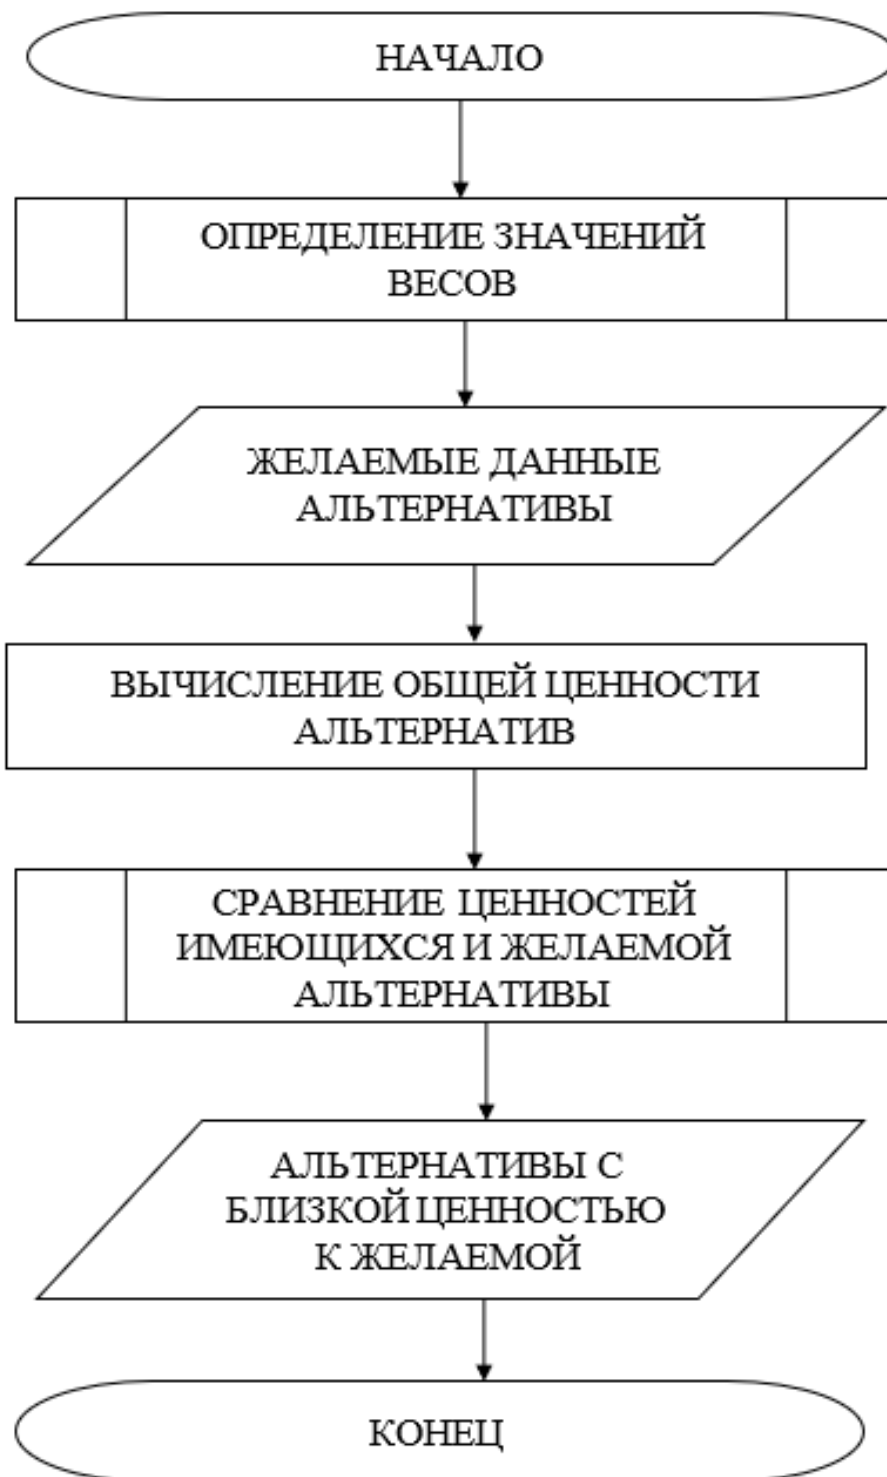 НАЧАЛО
ОПРЕДЕЛЕНИЕ ЗНАЧЕНИЙ
ВЕСОВ
ЖЕЛАЕМЫЕ ДАННЫЕ
АЛЬТЕРНАТИВЫ
ВЫЧИСЛЕНИЕ ОБЩЕЙ ЦЕННОСТИ
АЛЬТЕРНАТИВ
СРАВНЕНИЕ ЦЕННОСТЕЙ
ИМЕЮЩИХСЯ И ЖЕЛАЕМОЙ
АЛЬТЕРНАТИВЫ
АЛЬТЕРНАТИВЫ С
БЛИЗКОЙ ЦЕННОСТЬЮ
К ЖЕЛАЕМОЙ
КОНЕЦ